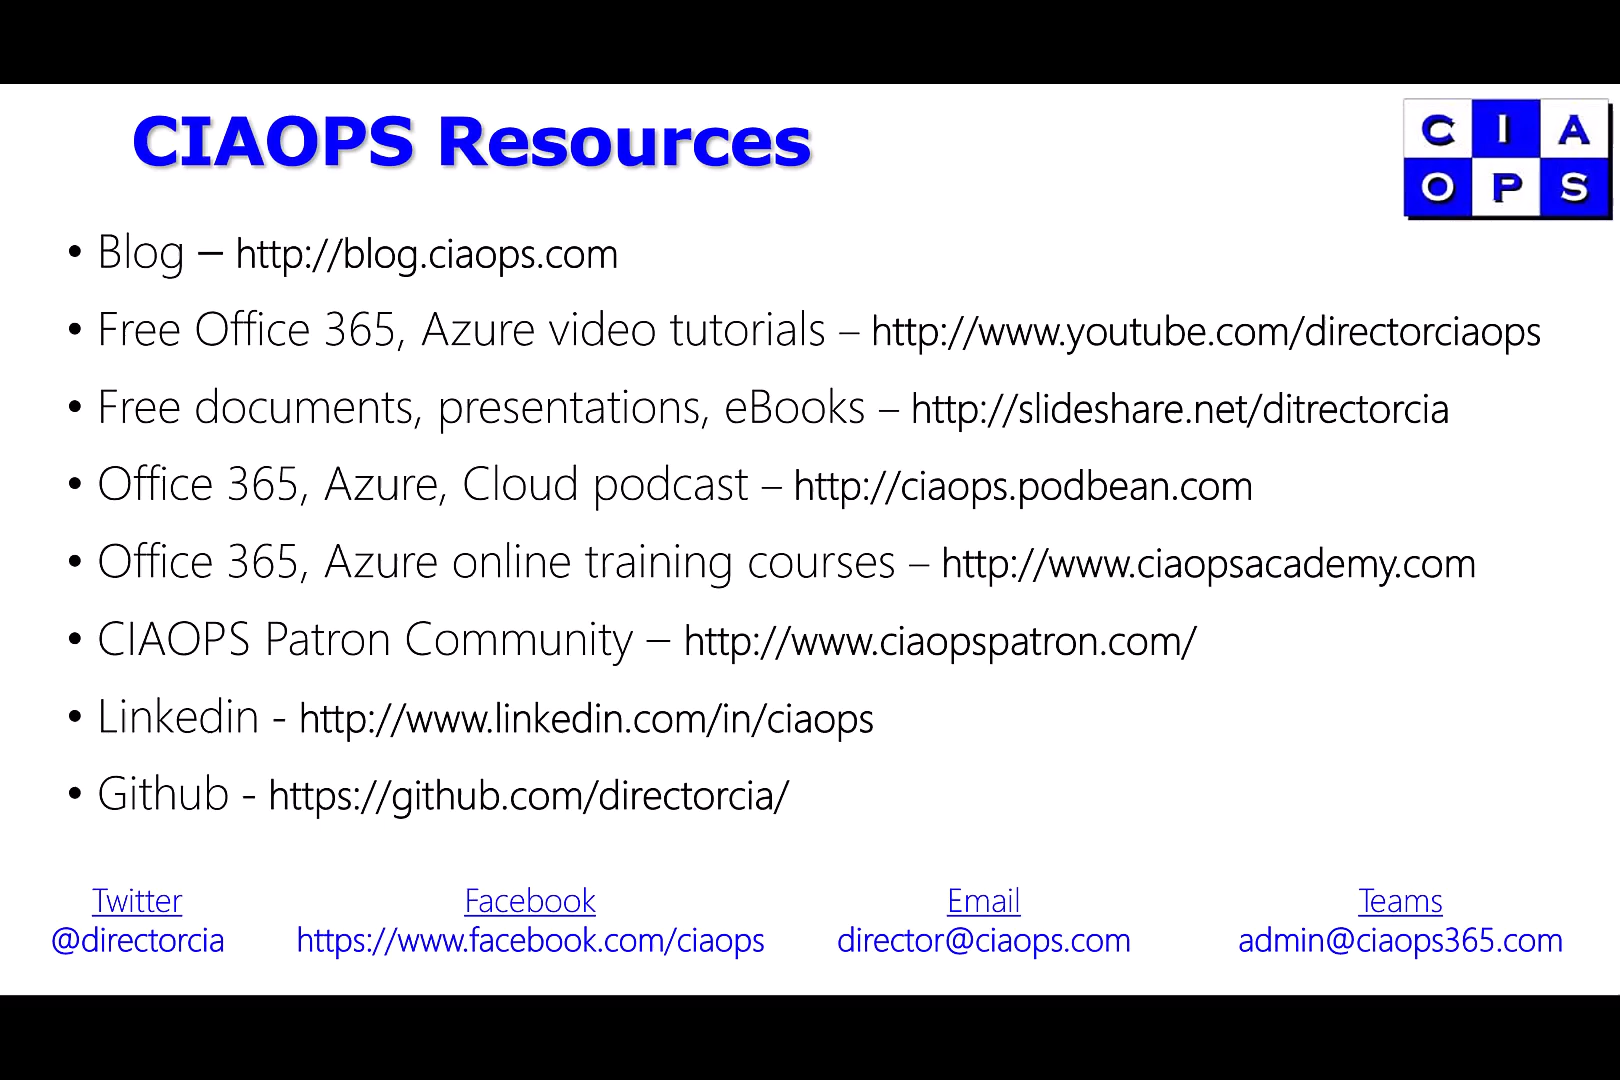 CIAOPS Resources
C I A
O P S
• Blog – http://blog.ciaops.com
• Free Office 365, Azure video tutorials – http://www.youtube.com/directorciaops
• Free documents, presentations, eBooks – http://slideshare.net/ditrectorcia
• Office 365, Azure, Cloud podcast – http://ciaops.podbean.com
• Office 365, Azure online training courses – http://www.ciaopsacademy.com
• CIAOPS Patron Community – http://www.ciaopspatron.com/
• Linkedin - http://www.linkedin.com/in/ciaops
• Github - https://github.com/directorcia/
Twitter Facebook Email Teams
@directorcia https://www.facebook.com/ciaops director@ciaops.com admin@ciaops365.com